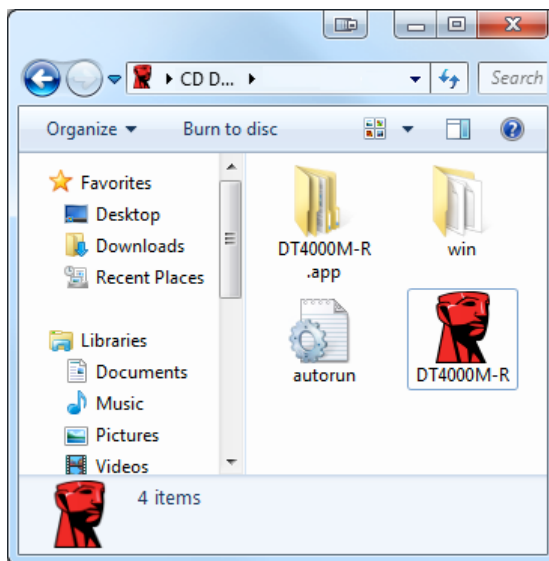 CD D...
Search
Organize
Burn to disc
Favorites
Desktop
Downloads
Recent Places
Libraries
Documents
Music
Pictures
Videos
DT4000M-R
.app
win
autorun
DT4000M-R
4 items